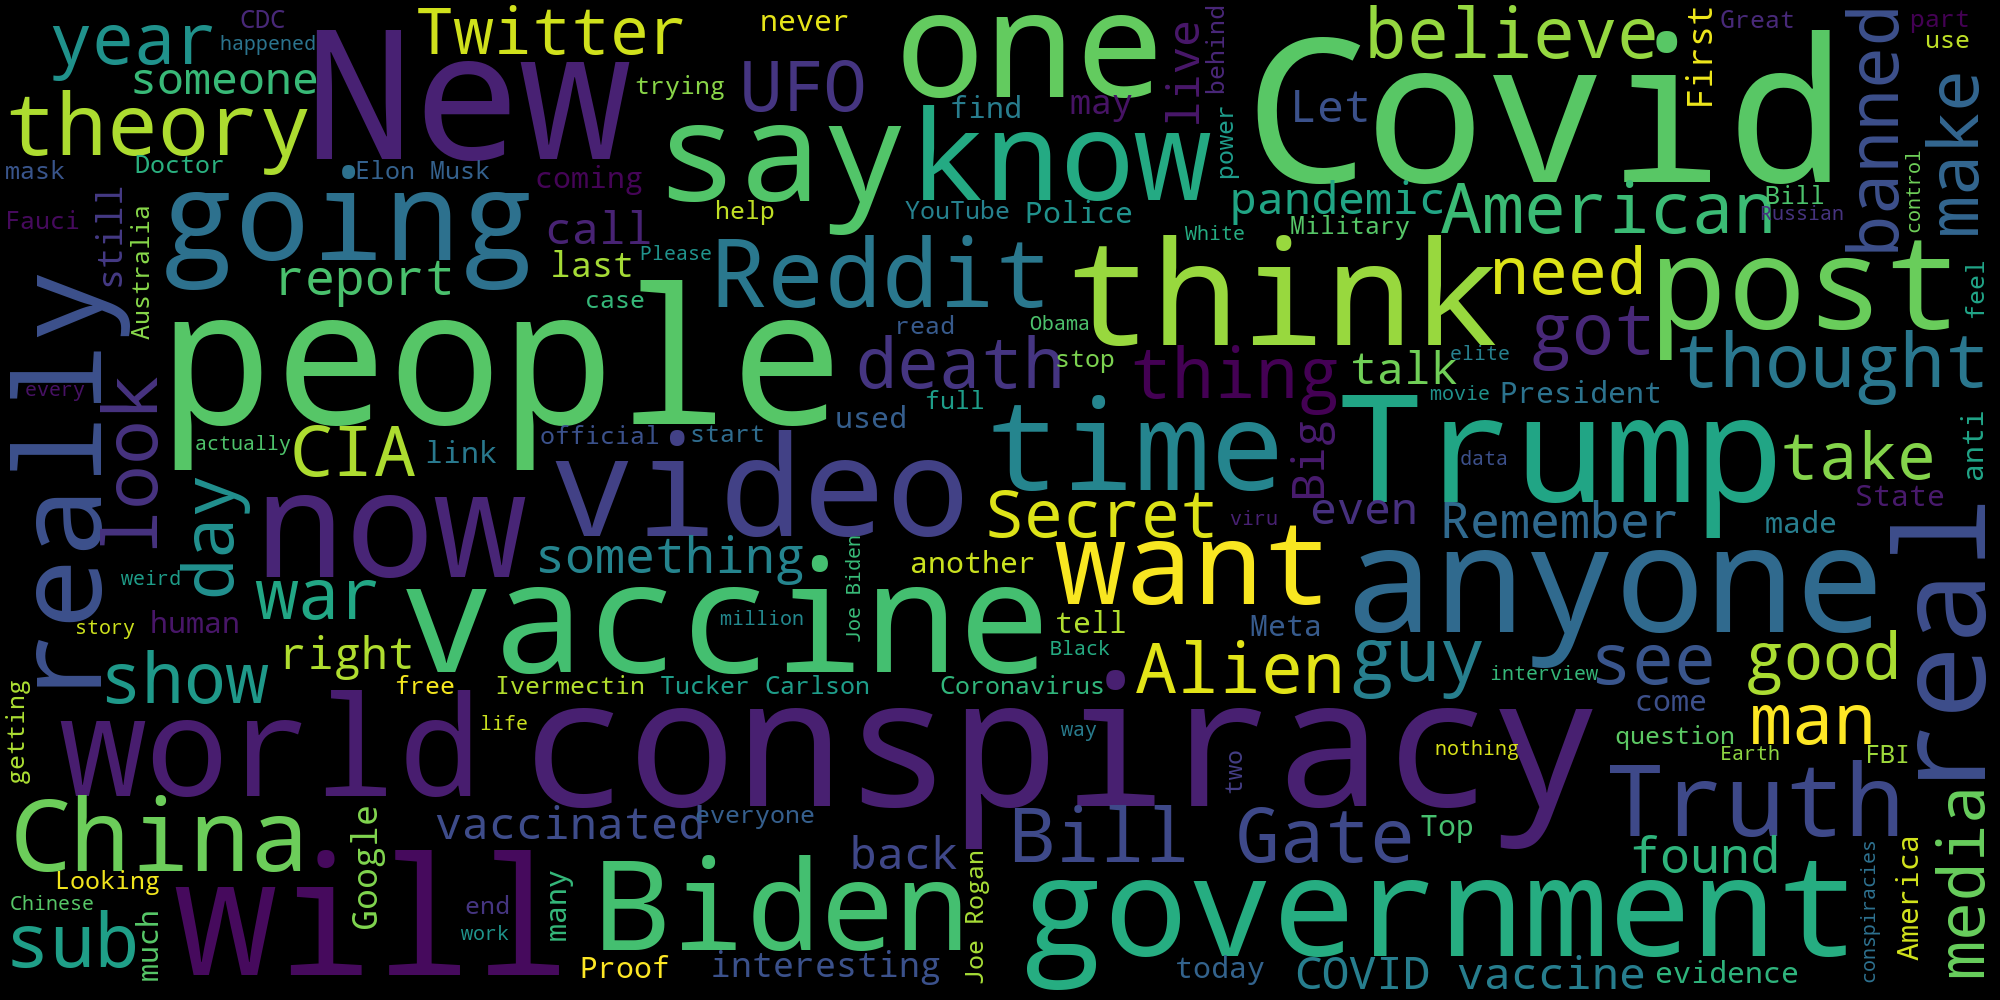 year
CDC
happened
Twitter
never
one
believe
First
Great
part
use
someone
New
trying
UFO
live
behind
Covid
banned
theory
say
find
may
know
Let
power
make
mask
Doctor
Elon Musk
coming
pandemic
American
Bill
control
Fauci
still
Australia
going
call
help
YouTube
Police
White
Military
Russian
report
last
Please
Reddit
think
need
post
feel
really
case
people
read
Obama
death
stop
thing
talk
elite
got
thought
every
look
full
movie
President
used
time
Big
Trump
actually
CIA
link
official
start
video
data
take
anti
day
now
Secret
viru
even
Remember
State
made
real
weird
war
something
Joe Biden
another
want
anyone
story
human
vaccine
million
tell
Meta
show
right
Black
Alien
guy
interview
see
good
free
Ivermectin
Tucker Carlson
Coronavirus
come
getting
world
life
conspiracy
way
two
nothing
question
man
Earth
FBI
China
Google
vaccinated
everyone
back
Bill Gate
Top
Truth
media
Looking
will
many
Biden
Joe Rogan
government
found
conspiracies
America
Chinese
sub
much
end
work
Proof
interesting
today
COVID vaccine
evidence